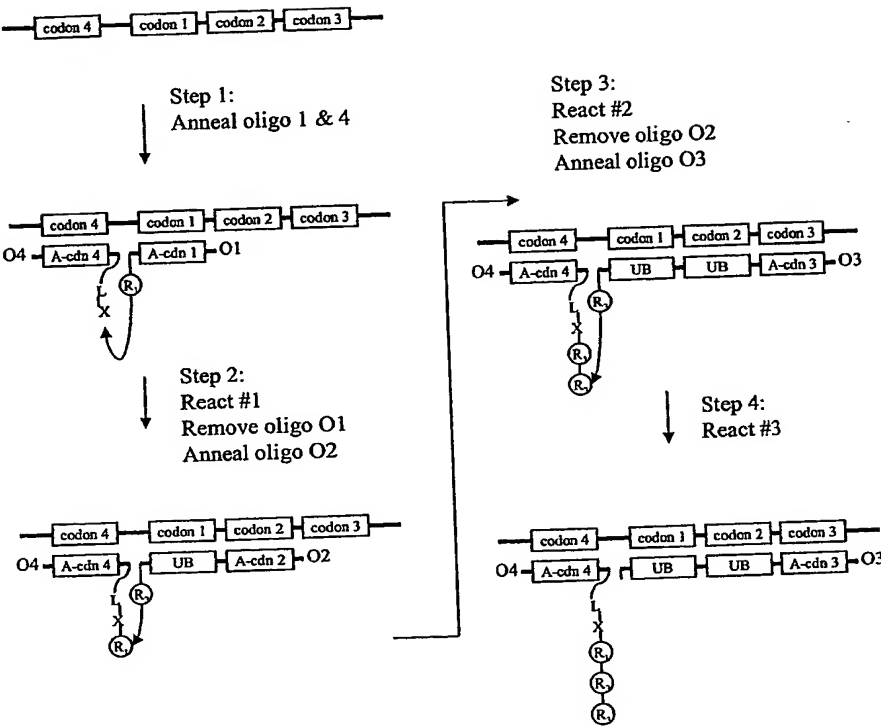 codon 4 codon 1 codon 2 codon 3
Step 1:
Anneal oligo 1 & 4
codon 4 codon 1 codon 2 codon 3
O4 A-cdn 4 A-cdn 1 O1
L
X
R₁
Step 2:
React #1
Remove oligo O1
Anneal oligo O2
codon 4 codon 1 codon 2 codon 3
O4 A-cdn 4 UB A-cdn 2 O2
L
X
R₂
R₁
Step 3:
React #2
Remove oligo O2
Anneal oligo O3
codon 4 codon 1 codon 2 codon 3
O4 A-cdn 4 UB UB A-cdn 3 O3
L
X
Step 4:
React #3
codon 4 codon 1 codon 2 codon 3
O4 A-cdn 4 UB UB A-cdn 3 O3
L
X